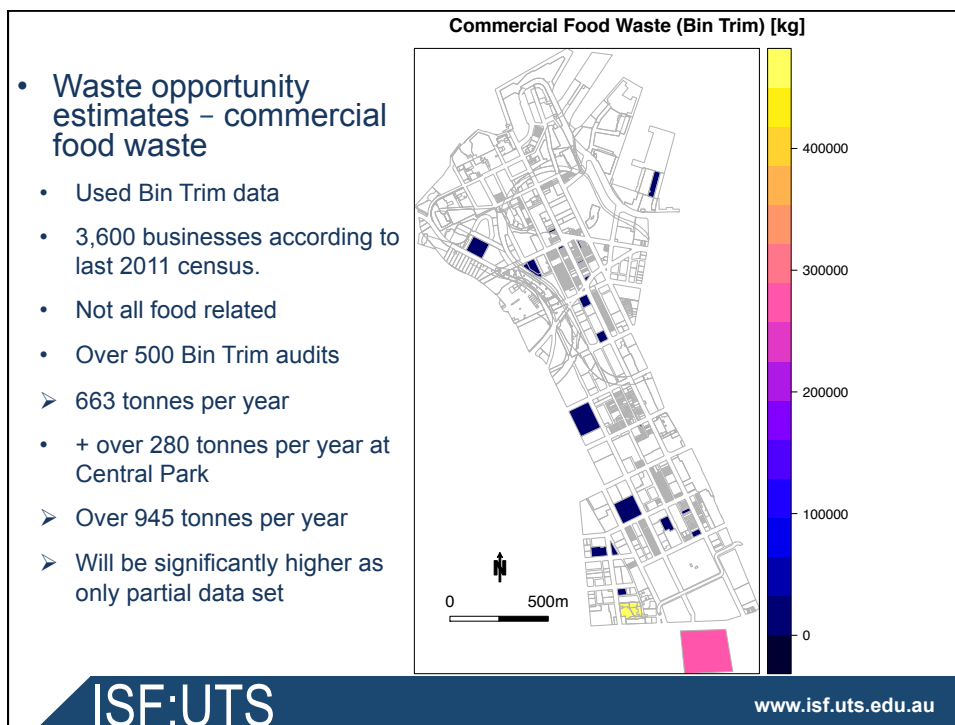 Commercial Food Waste (Bin Trim) [kg]
• Waste opportunity
estimates – commercial
food waste
• Used Bin Trim data
• 3,600 businesses according to
last 2011 census.
• Not all food related
• Over 500 Bin Trim audits
➢ 663 tonnes per year
• + over 280 tonnes per year at
Central Park
➢ Over 945 tonnes per year
➢ Will be significantly higher as
only partial data set
N
0 500m
400000
300000
200000
100000
0
ISF:UTS
www.isf.uts.edu.au